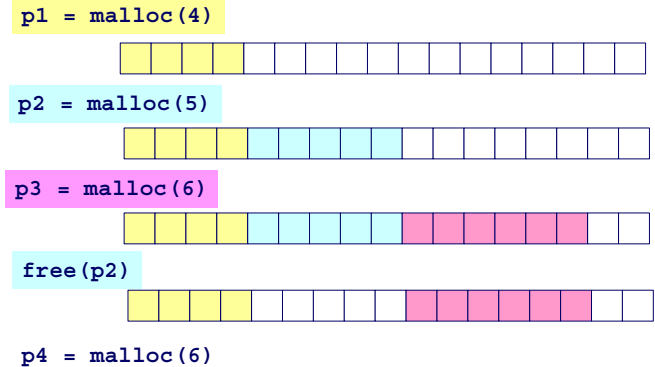 p1 = malloc(4)
p2 = malloc(5)
p3 = malloc(6)
free(p2)
p4 = malloc(6)